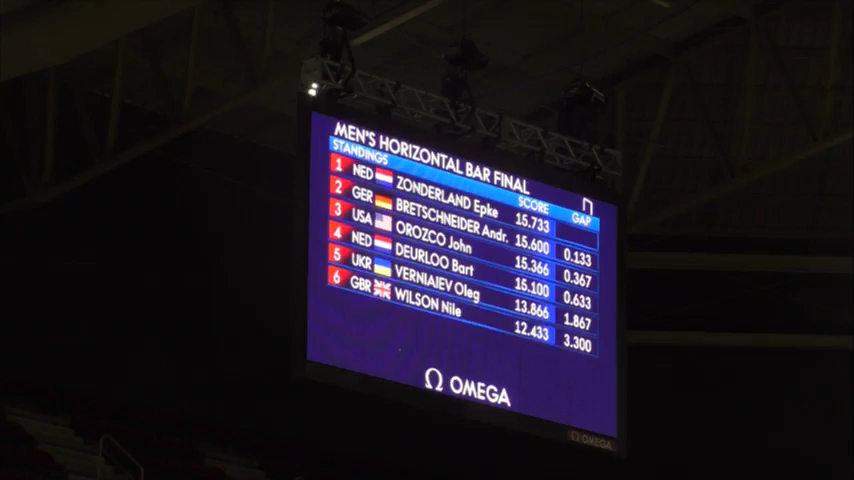 MEN'S HORIZONTAL BAR FINAL
STANDINGS SCORE GAP
1 NED ZONDERLAND Epke 15.733
2 GER BRETSCHNEIDER Andr. 15.600 0.133
3 USA OROZCO John 15.366 0.367
4 NED DEURLOO Bart 15.100 0.633
5 UKR VERNIAIEV Oleg 13.866 1.867
6 GBR WILSON Nile 12.433 3.300
Ω OMEGA
Ω OMEGA